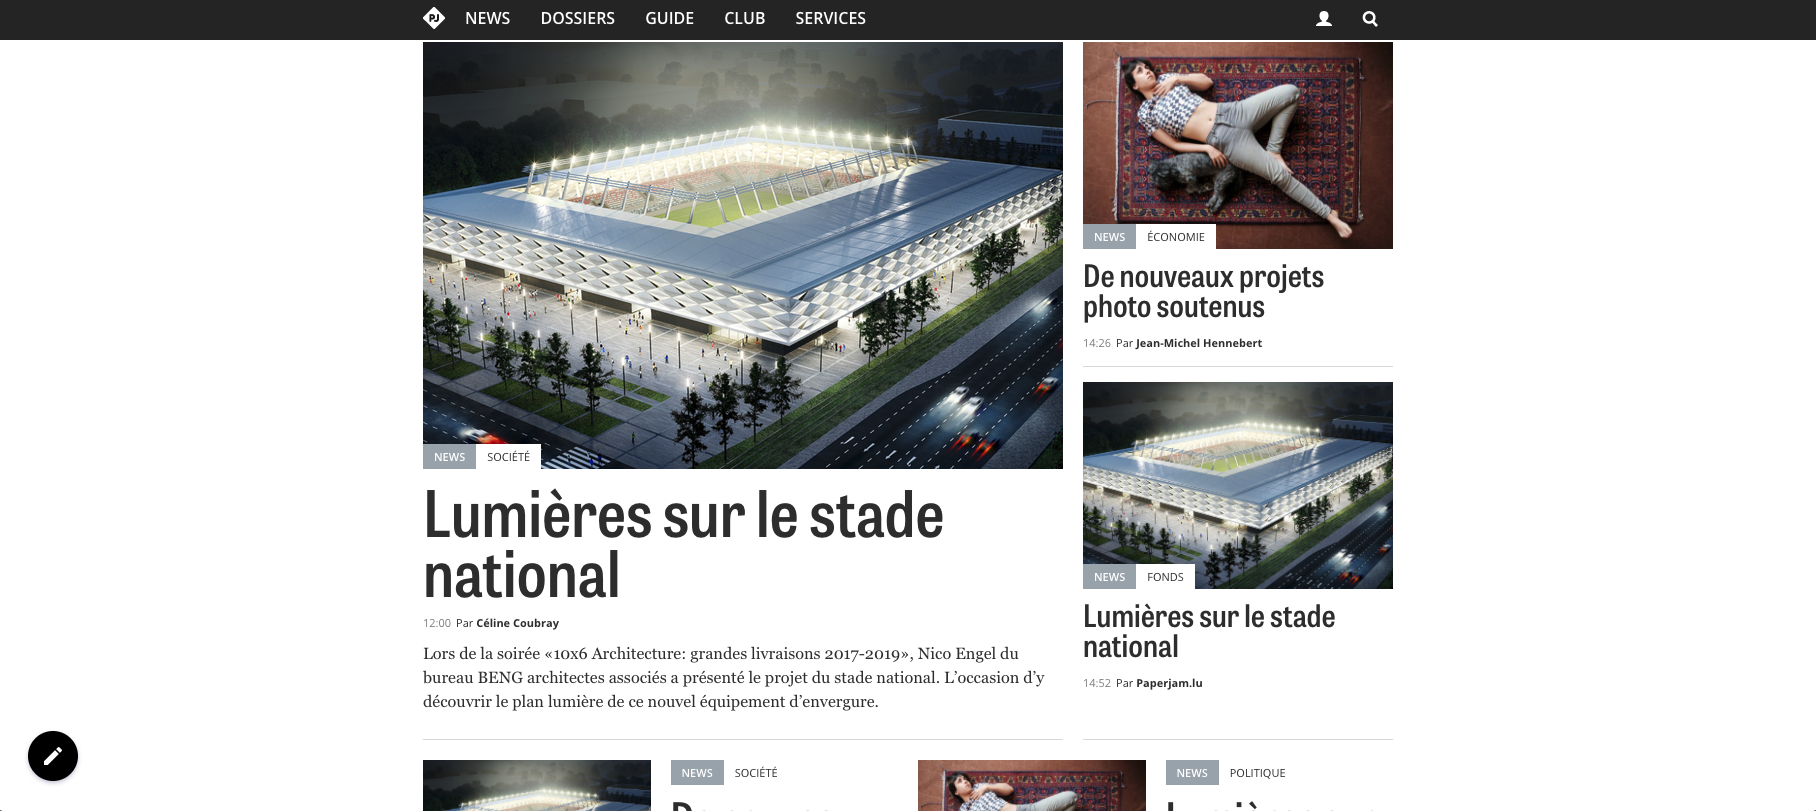 PJ NEWS DOSSIERS GUIDE CLUB SERVICES
NEWS SOCIÉTÉ
Lumières sur le stade
national
12:00 Par Céline Coubray
Lors de la soirée «10x6 Architecture: grandes livraisons 2017-2019», Nico Engel du
bureau BENG architectes associés a présenté le projet du stade national. L’occasion d’y
découvrir le plan lumière de ce nouvel équipement d’envergure.
NEWS ÉCONOMIE
De nouveaux projets
photo soutenus
14:26 Par Jean-Michel Hennebert
NEWS FONDS
Lumières sur le stade
national
14:52 Par Paperjam.lu
NEWS SOCIÉTÉ
NEWS POLITIQUE